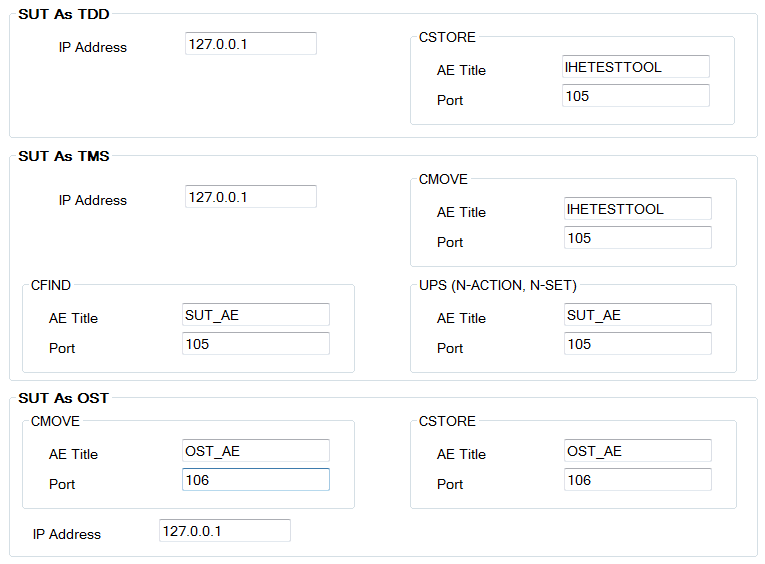 SUT As TDD
IP Address 127.0.0.1
CSTORE
AE Title IHETESTTOOL
Port 105
SUT As TMS
IP Address 127.0.0.1
CMOVE
AE Title IHETESTTOOL
Port 105
CFIND
AE Title SUT_AE
Port 105
UPS (N-ACTION, N-SET)
AE Title SUT_AE
Port 105
SUT As OST
CMOVE
AE Title OST_AE
Port 106
CSTORE
AE Title OST_AE
Port 106
IP Address 127.0.0.1